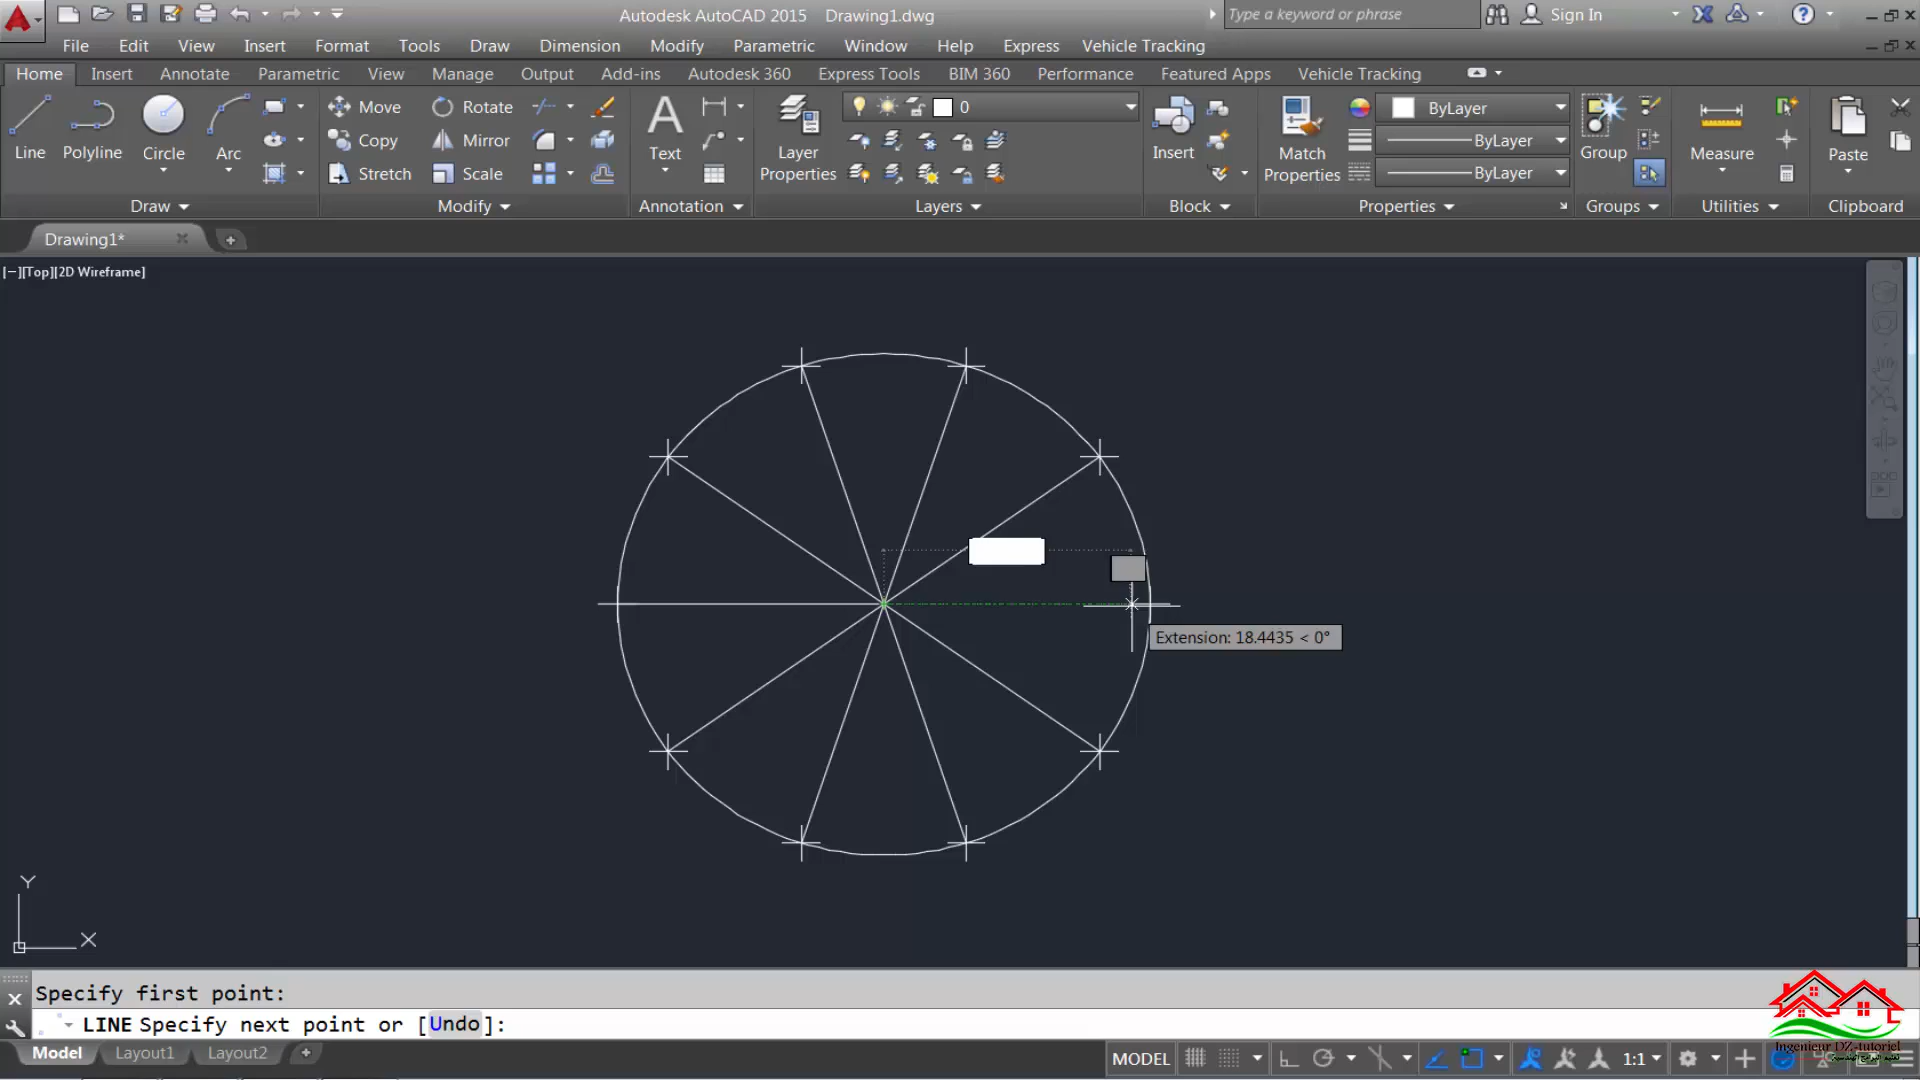 Autodesk AutoCAD 2015 Drawing1.dwg
Type a keyword or phrase
Sign In
File Edit View Insert Format Tools Draw Dimension Modify Parametric Window Help Express Vehicle Tracking
Home Insert Annotate Parametric View Manage Output Add-ins Autodesk 360 Express Tools BIM 360 Performance Featured Apps Vehicle Tracking
Line Polyline Circle Arc
Move Rotate
Copy Mirror
Stretch Scale
Text
Layer Properties
0
Insert
Match Properties
ByLayer
ByLayer
ByLayer
Group
Measure
Paste
Draw Modify Annotation Layers Block Properties Groups Utilities Clipboard
Drawing1*
[−][Top][2D Wireframe]
Extension: 18.4435 < 0°
Y
X
Specify first point:
LINE Specify next point or [Undo]:
Model Layout1 Layout2
MODEL 1:1
Ingenieur DZ-tutoriel